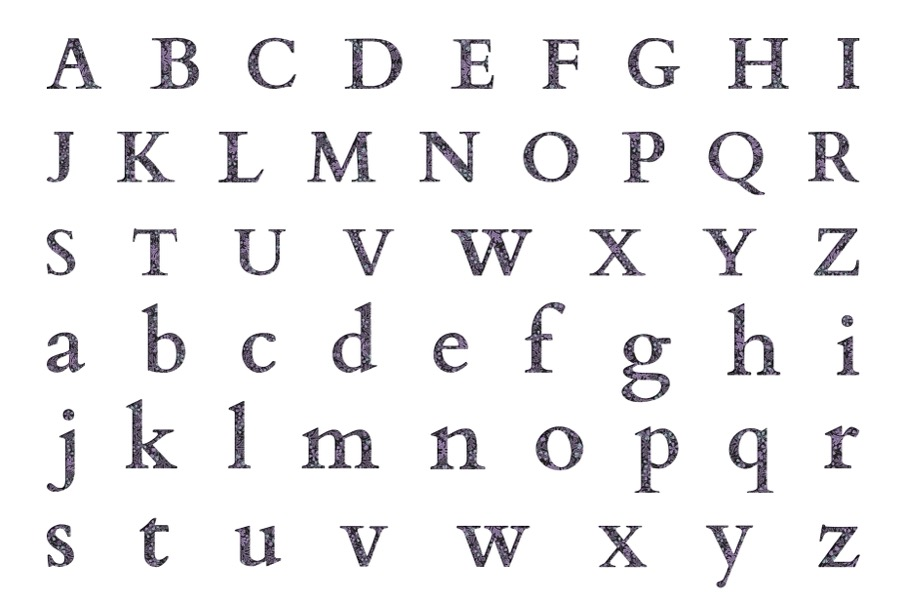 A B C D E F G H I
J K L M N O P Q R
S T U V W X Y Z
a b c d e f g h i
j k l m n o p q r
s t u v w x y z